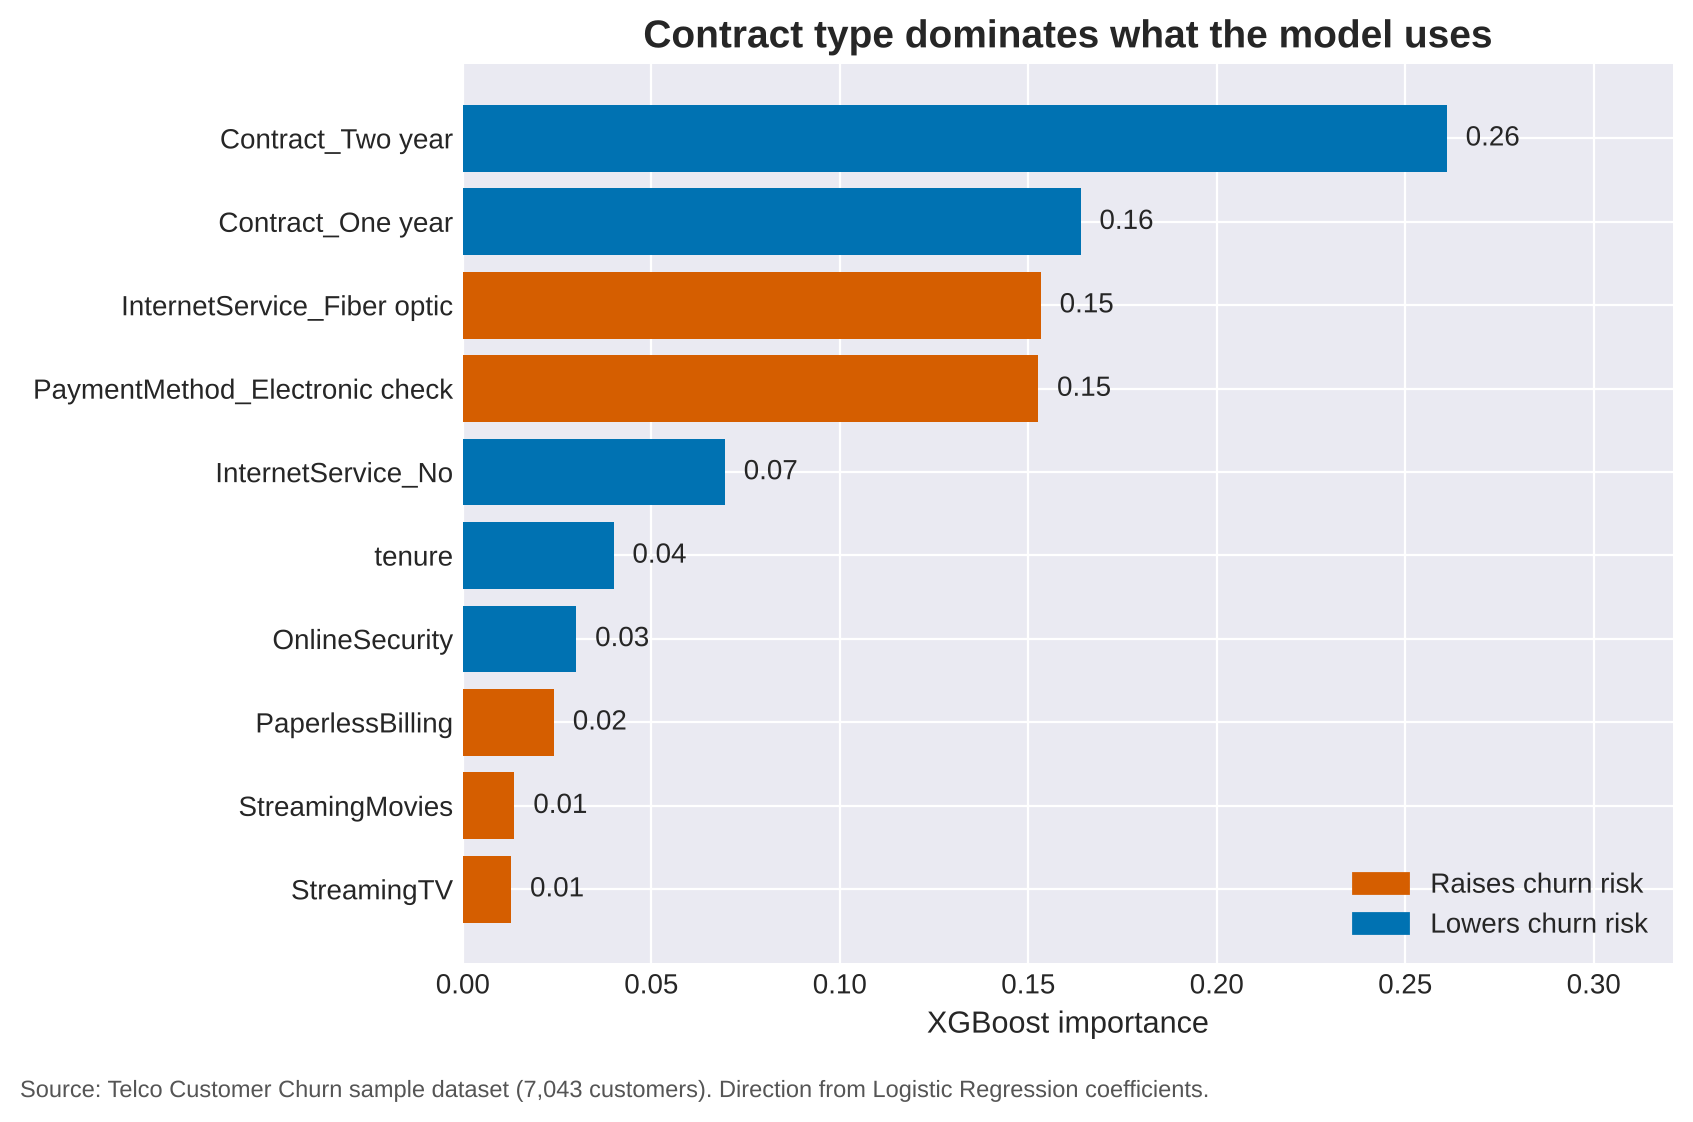 Contract type dominates what the model uses
Contract_Two year
0.26
Contract_One year
0.16
InternetService_Fiber optic
0.15
PaymentMethod_Electronic check
0.15
InternetService_No
0.07
tenure
0.04
OnlineSecurity
0.03
PaperlessBilling
0.02
StreamingMovies
0.01
StreamingTV
0.01
Raises churn risk
Lowers churn risk
0.00 0.05 0.10 0.15 0.20 0.25 0.30
XGBoost importance
Source: Telco Customer Churn sample dataset (7,043 customers). Direction from Logistic Regression coefficients.